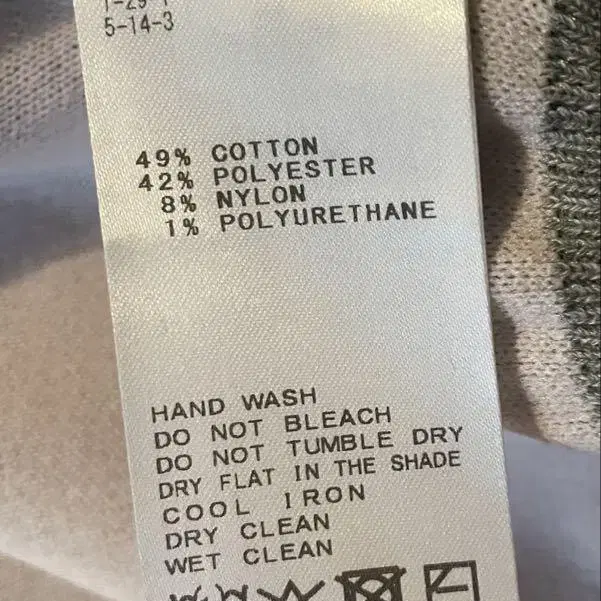 5-14-3
49% COTTON
42% POLYESTER
8% NYLON
1% POLYURETHANE
HAND WASH
DO NOT BLEACH
DO NOT TUMBLE DRY
DRY FLAT IN THE SHADE
COOL IRON
DRY CLEAN
WET CLEAN